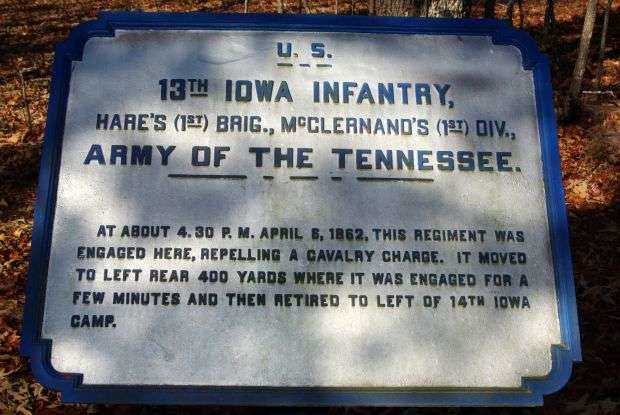 U. S.
13TH IOWA INFANTRY,
HARE'S (1ST) BRIG., McCLERNAND'S (1ST) DIV.,
ARMY OF THE TENNESSEE.
AT ABOUT 4.30 P. M. APRIL 6, 1862, THIS REGIMENT WAS
ENGAGED HERE, REPELLING A CAVALRY CHARGE. IT MOVED
TO LEFT REAR 400 YARDS WHERE IT WAS ENGAGED FOR A
FEW MINUTES AND THEN RETIRED TO LEFT OF 14TH IOWA
CAMP.